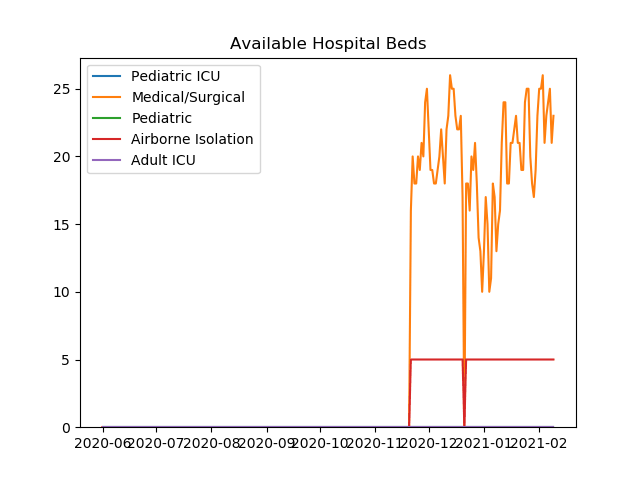 Available Hospital Beds
Pediatric ICU
Medical/Surgical
Pediatric
Airborne Isolation
Adult ICU
25
20
15
10
5
0
2020-06 2020-07 2020-08 2020-09 2020-10 2020-11 2020-12 2021-01 2021-02